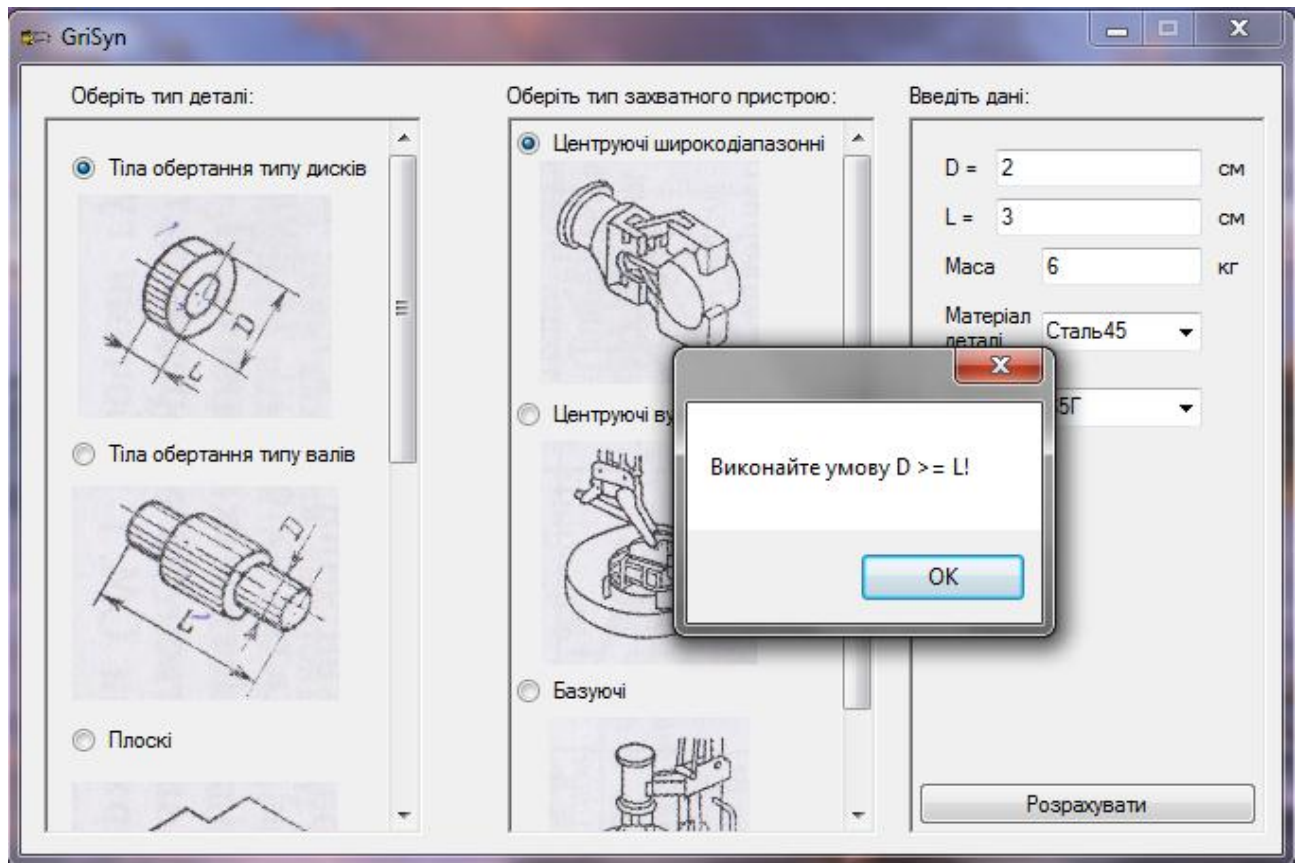 GriSyn
Оберіть тип деталі:
Тіла обертання типу дисків
D
L
Тіла обертання типу валів
D
L
Плоскі
Оберіть тип захватного пристрою:
Центруючі широкодіапазонні
Центруючі
Базуючі
Введіть дані:
D = 2 см
L = 3 см
Маса 6 кг
Матеріал
деталі
Сталь45
5Г
Виконайте умову D >= L!
OK
Розрахувати